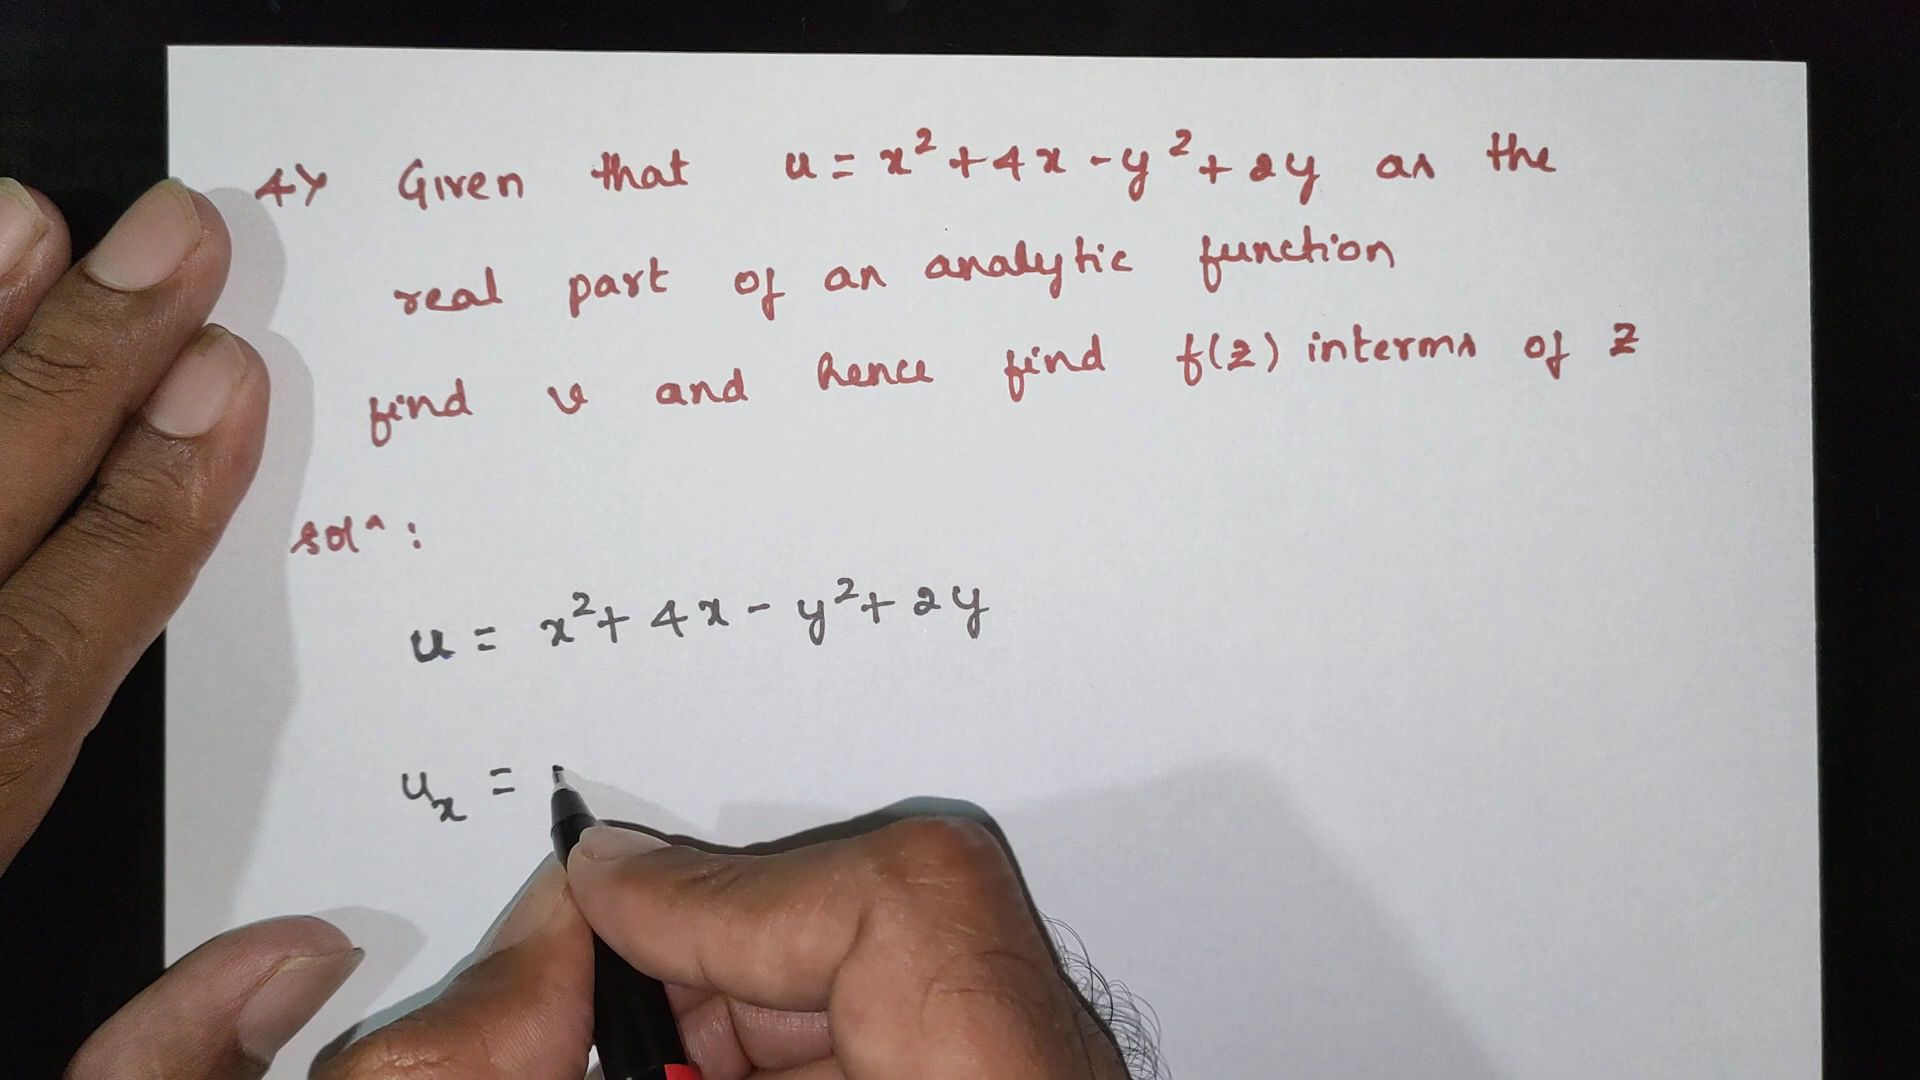 4) Given that u = x² + 4x - y² + 2y as the
real part of an analytic function
find v and hence find f(z) interms of z
solⁿ:
u = x² + 4x - y² + 2y
uₓ =